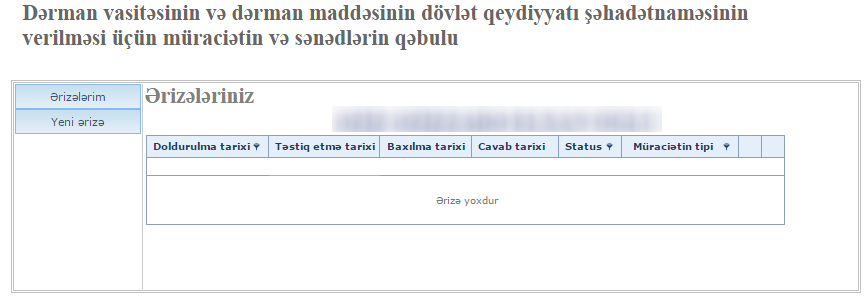 Dərman vasitəsinin və dərman maddəsinin dövlət qeydiyyatı şəhadətnaməsinin
verilməsi üçün müraciətin və sənədlərin qəbulu
Ərizələrim
Yeni ərizə
Ərizələriniz
Doldurulma tarixi Təstiq etmə tarixi Baxılma tarixi Cavab tarixi Status Müraciətin tipi
Ərizə yoxdur